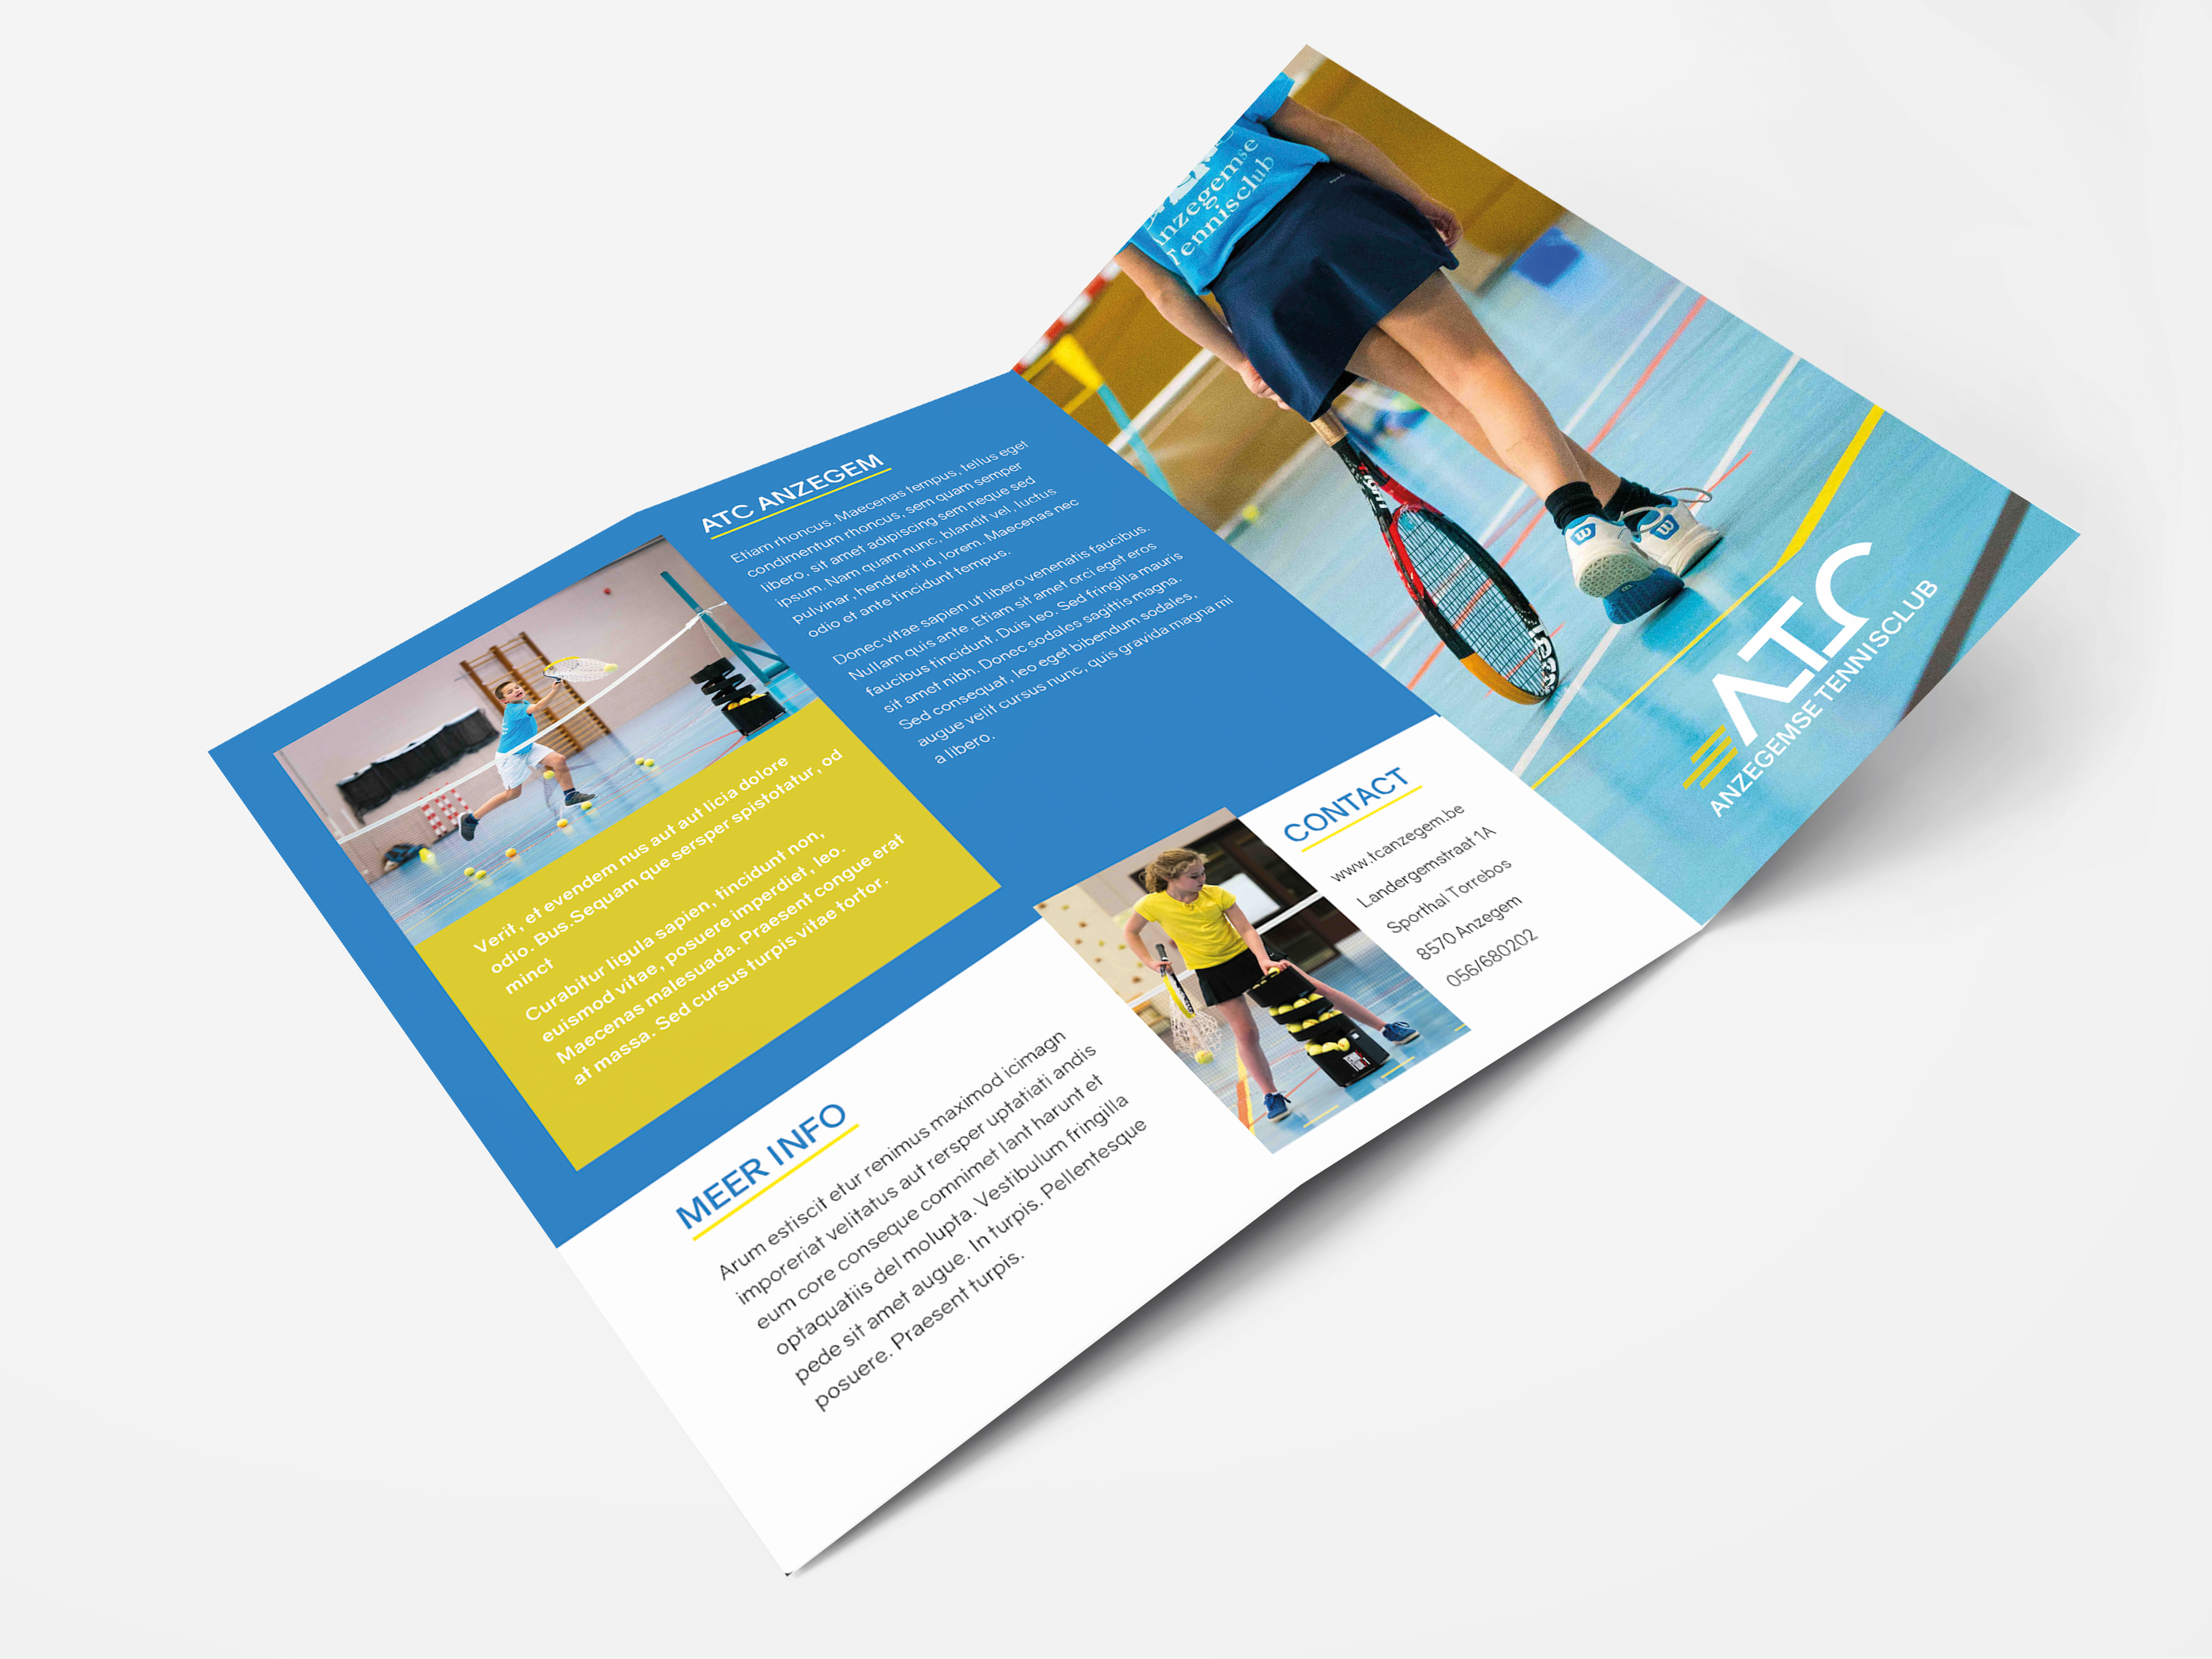 Verit, et evendem nus aut aut licia dolore
odio. Bus.Sequam que sersper spistotatur, od
minct
Curabitur ligula sapien, tincidunt non,
euismod vitae, posuere imperdiet, leo.
Maecenas malesuada. Praesent congue erat
at massa. Sed cursus turpis vitae tortor.
MEER INFO
Arum estiscit etur renimus maximod icimagn
imporeriat velitatus aut rersper uptatiati andis
eum core conseque comnimet lant harunt et
optaquatiis del molupta. Vestibulum fringilla
pede sit amet augue. In turpis. Pellentesque
posuere. Praesent turpis.
ATC ANZEGEM
Etiam rhoncus. Maecenas tempus, tellus eget
condimentum rhoncus, sem quam semper
libero, sit amet adipiscing sem neque sed
ipsum. Nam quam nunc, blandit vel, luctus
pulvinar, hendrerit id, lorem. Maecenas nec
odio et ante tincidunt tempus.
Donec vitae sapien ut libero venenatis faucibus.
Nullam quis ante. Etiam sit amet orci eget eros
faucibus tincidunt. Duis leo. Sed fringilla mauris
sit amet nibh. Donec sodales sagittis magna.
Sed consequat, leo eget bibendum sodales,
augue velit cursus nunc, quis gravida magna mi
a libero.
CONTACT
www.tcanzegem.be
Landergemstraat 1A
Sporthal Torrebos
8570 Anzegem
056/680202
Anzegemse
Tennisclub
W
W
ATC
ANZEGEMSE TENNISCLUB